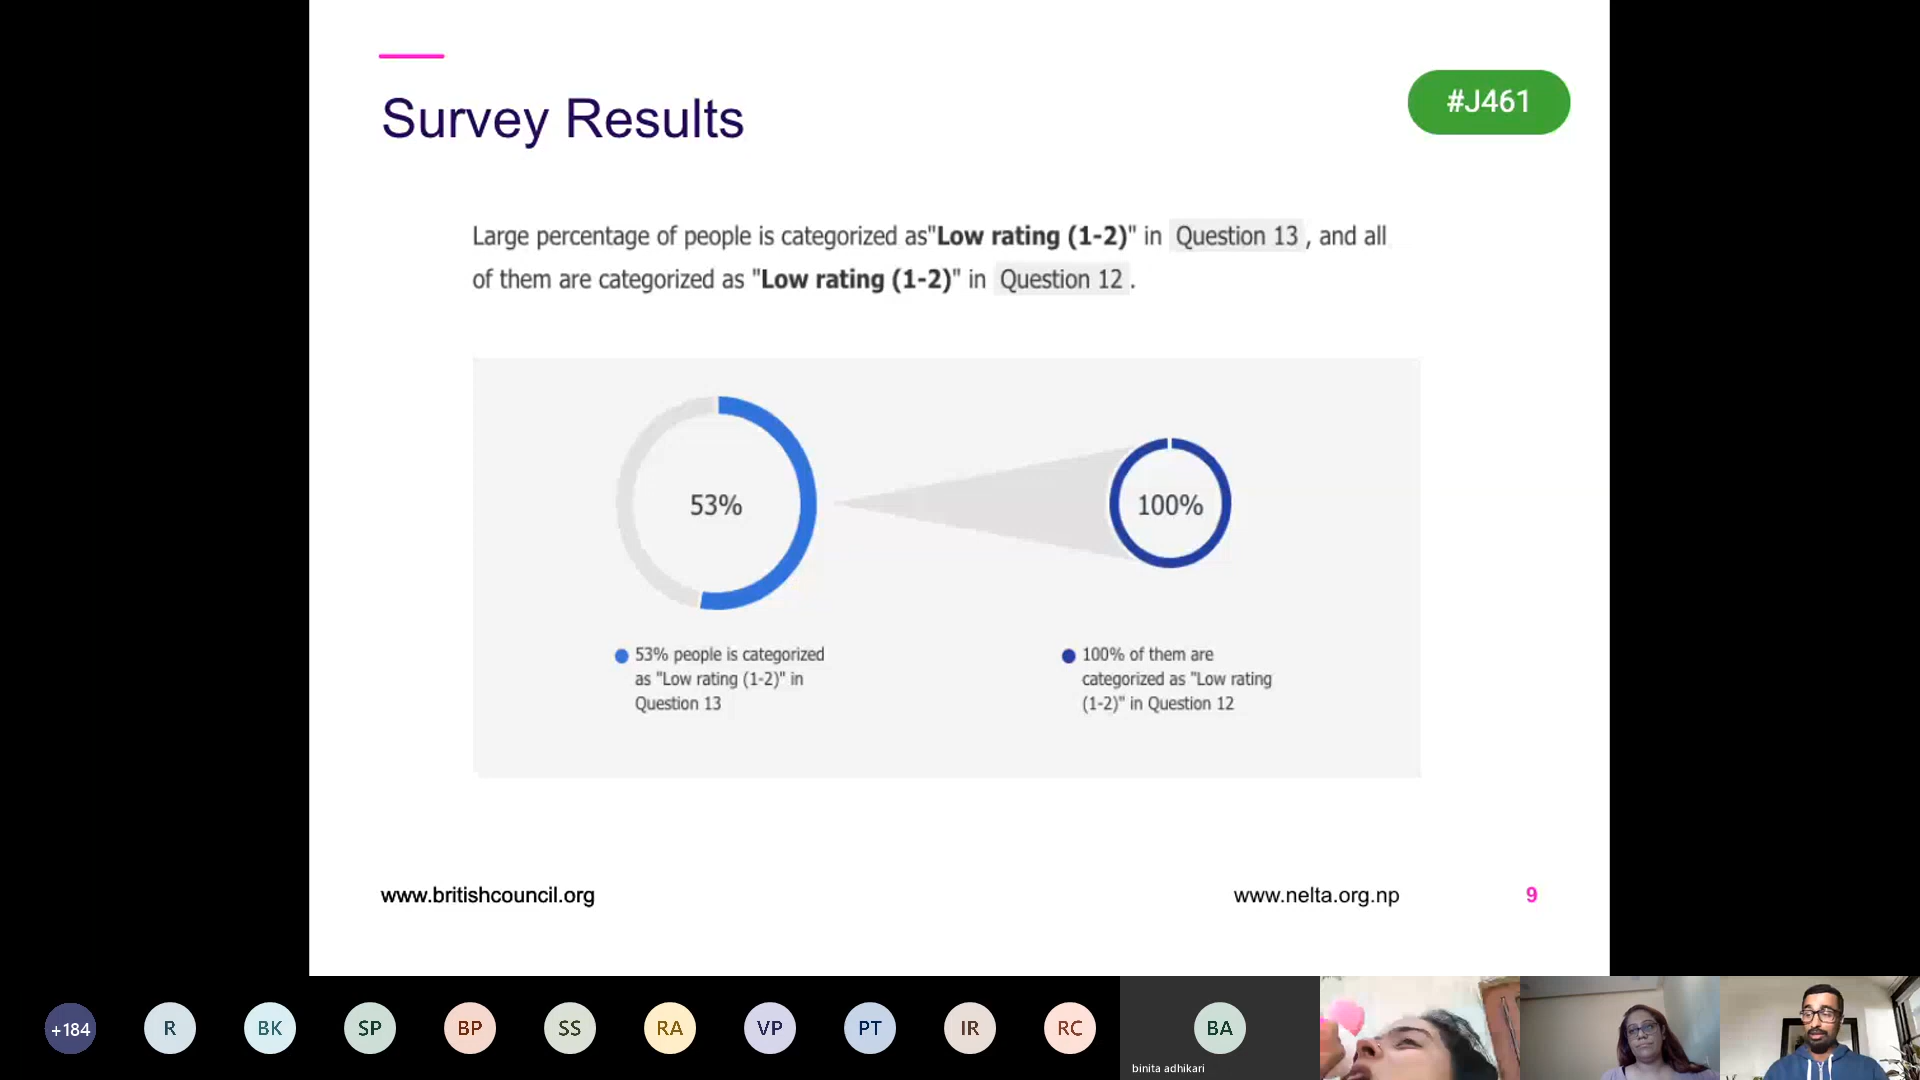 Survey Results
#J461
Large percentage of people is categorized as"Low rating (1-2)" in Question 13 , and all
of them are categorized as "Low rating (1-2)" in Question 12 .
53%
100%
53% people is categorized
as "Low rating (1-2)" in
Question 13
100% of them are
categorized as "Low rating
(1-2)" in Question 12
www.britishcouncil.org
www.nelta.org.np
9
+184
R
BK
SP
BP
SS
RA
VP
PT
IR
RC
BA
binita adhikari